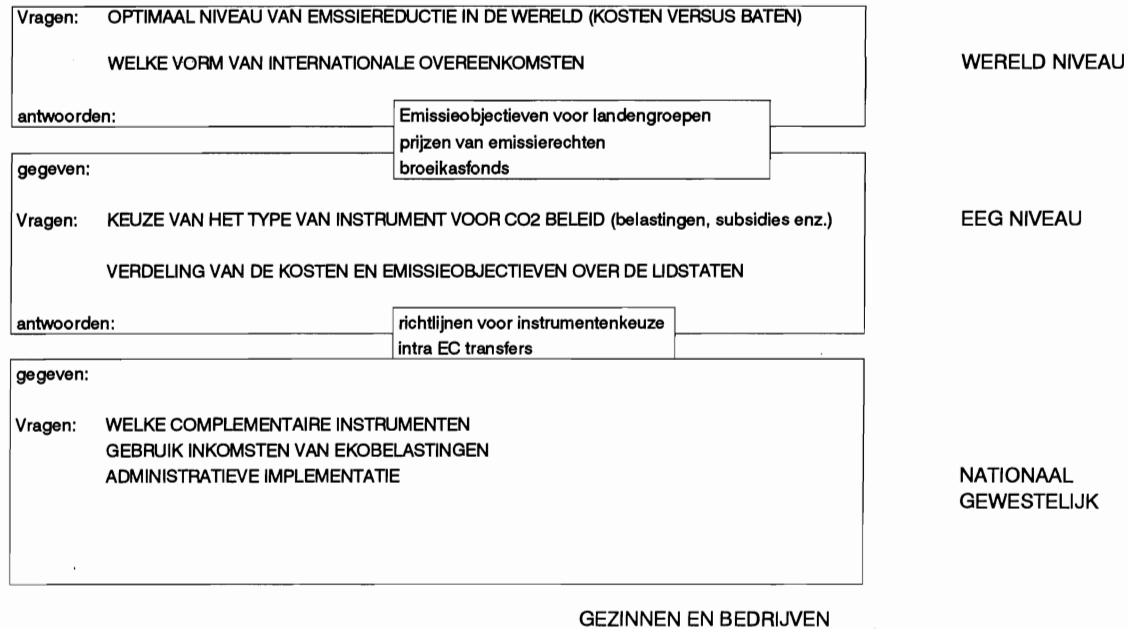 Vragen: OPTIMAAL NIVEAU VAN EMSSIEREDUCTIE IN DE WERELD (KOSTEN VERSUS BATEN)
WELKE VORM VAN INTERNATIONALE OVEREENKOMSTEN
WERELD NIVEAU
antwoorden:
Emissieobjectieven voor landengroepen
prijzen van emissierechten
broeikasfonds
gegeven:
Vragen: KEUZE VAN HET TYPE VAN INSTRUMENT VOOR CO2 BELEID (belastingen, subsidies enz.)
EEG NIVEAU
VERDELING VAN DE KOSTEN EN EMISSIEOBJECTIEVEN OVER DE LIDSTATEN
antwoorden:
richtlijnen voor instrumentenkeuze
intra EC transfers
gegeven:
Vragen: WELKE COMPLEMENTAIRE INSTRUMENTEN
GEBRUIK INKOMSTEN VAN EKOBELASTINGEN
ADMINISTRATIEVE IMPLEMENTATIE
NATIONAAL
GEWESTELIJK
GEZINNEN EN BEDRIJVEN